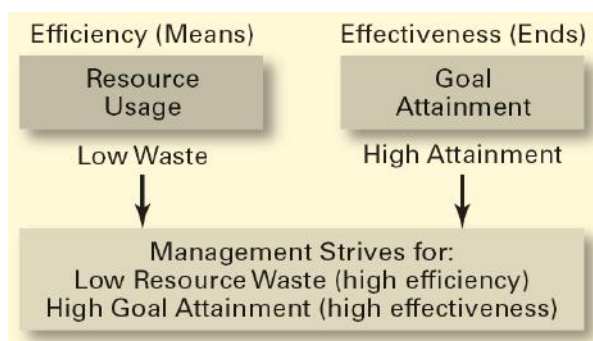 Efficiency (Means)
Effectiveness (Ends)
Resource
Usage
Goal
Attainment
Low Waste
High Attainment
Management Strives for:
Low Resource Waste (high efficiency)
High Goal Attainment (high effectiveness)